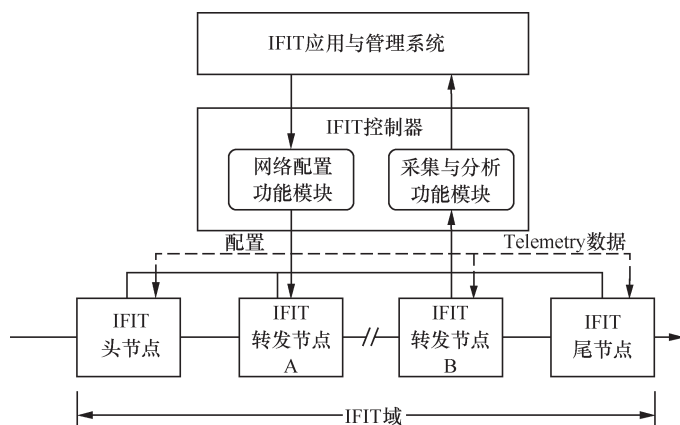 IFIT应用与管理系统
IFIT控制器
网络配置
功能模块
采集与分析
功能模块
配置
Telemetry数据
IFIT
头节点
IFIT
转发节点
A
IFIT
转发节点
B
IFIT
尾节点
IFIT域